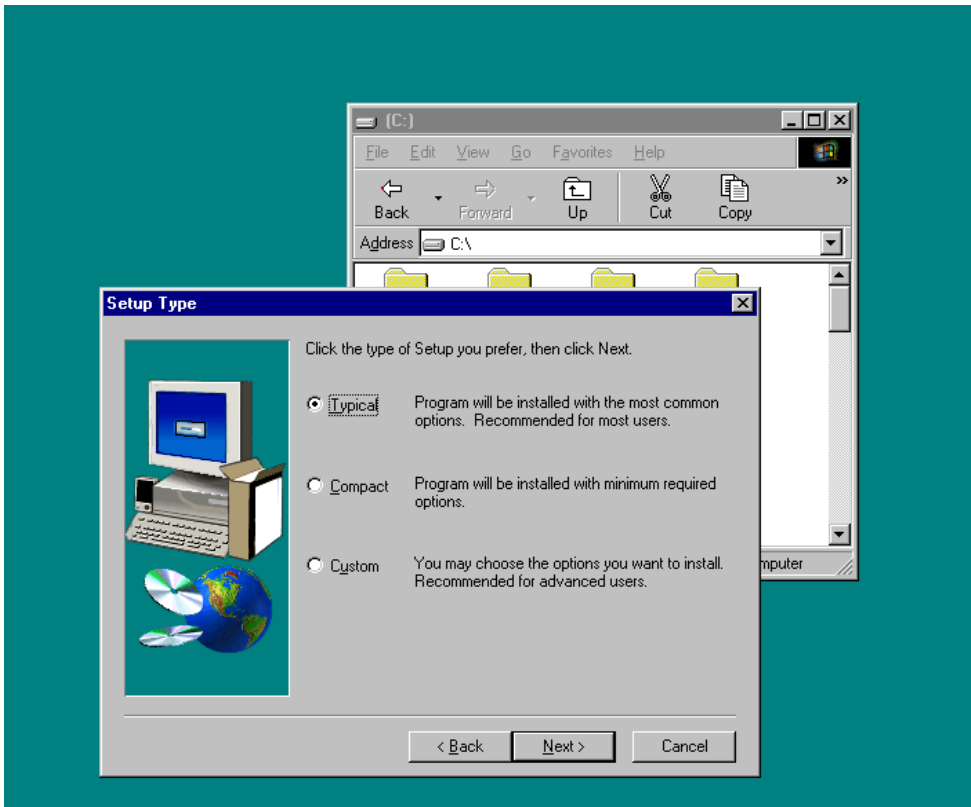 (C:)
File Edit View Go Favorites Help
Back Forward Up Cut Copy »
Address C:\
Setup Type
Click the type of Setup you prefer, then click Next.
Typical Program will be installed with the most common
options. Recommended for most users.
Compact Program will be installed with minimum required
options.
Custom You may choose the options you want to install.
Recommended for advanced users.
mputer
< Back Next > Cancel